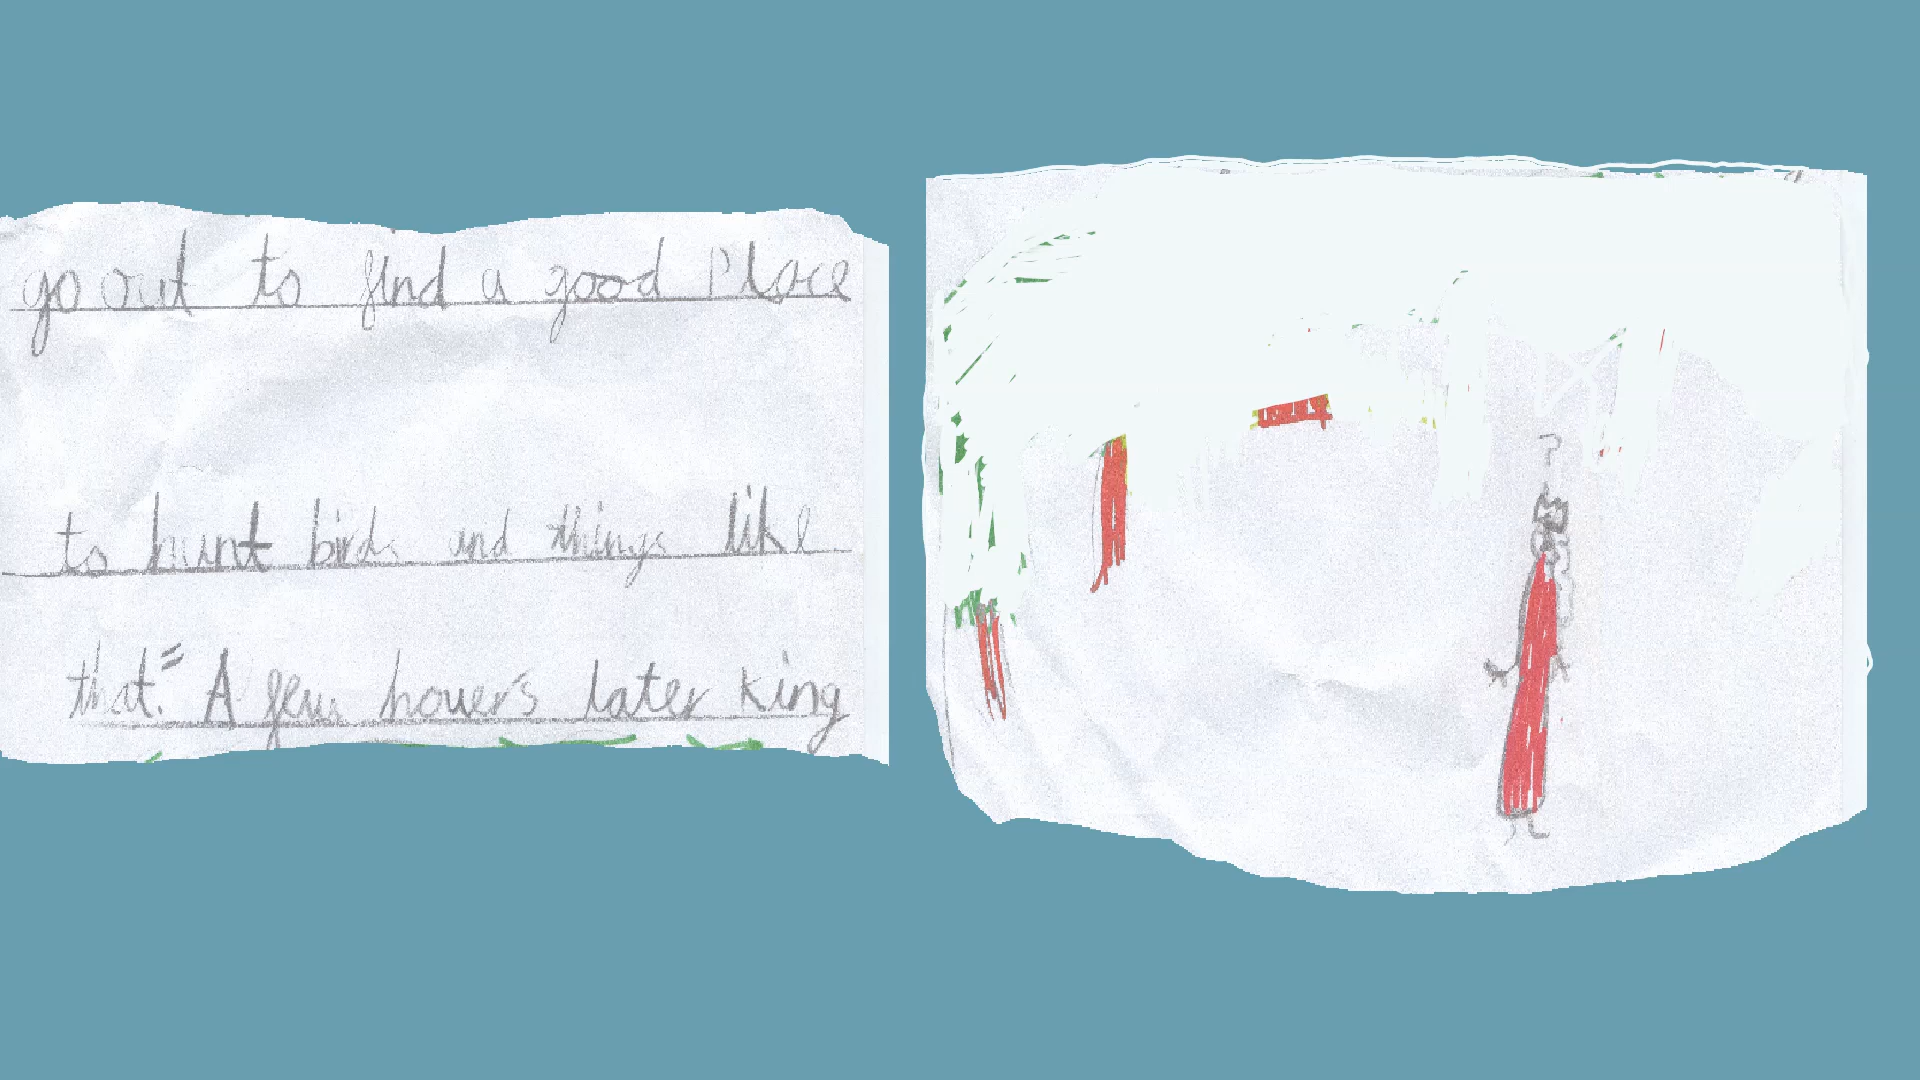 go out to find a good Place
to hunt birds and things like
that." A few houers later King
?